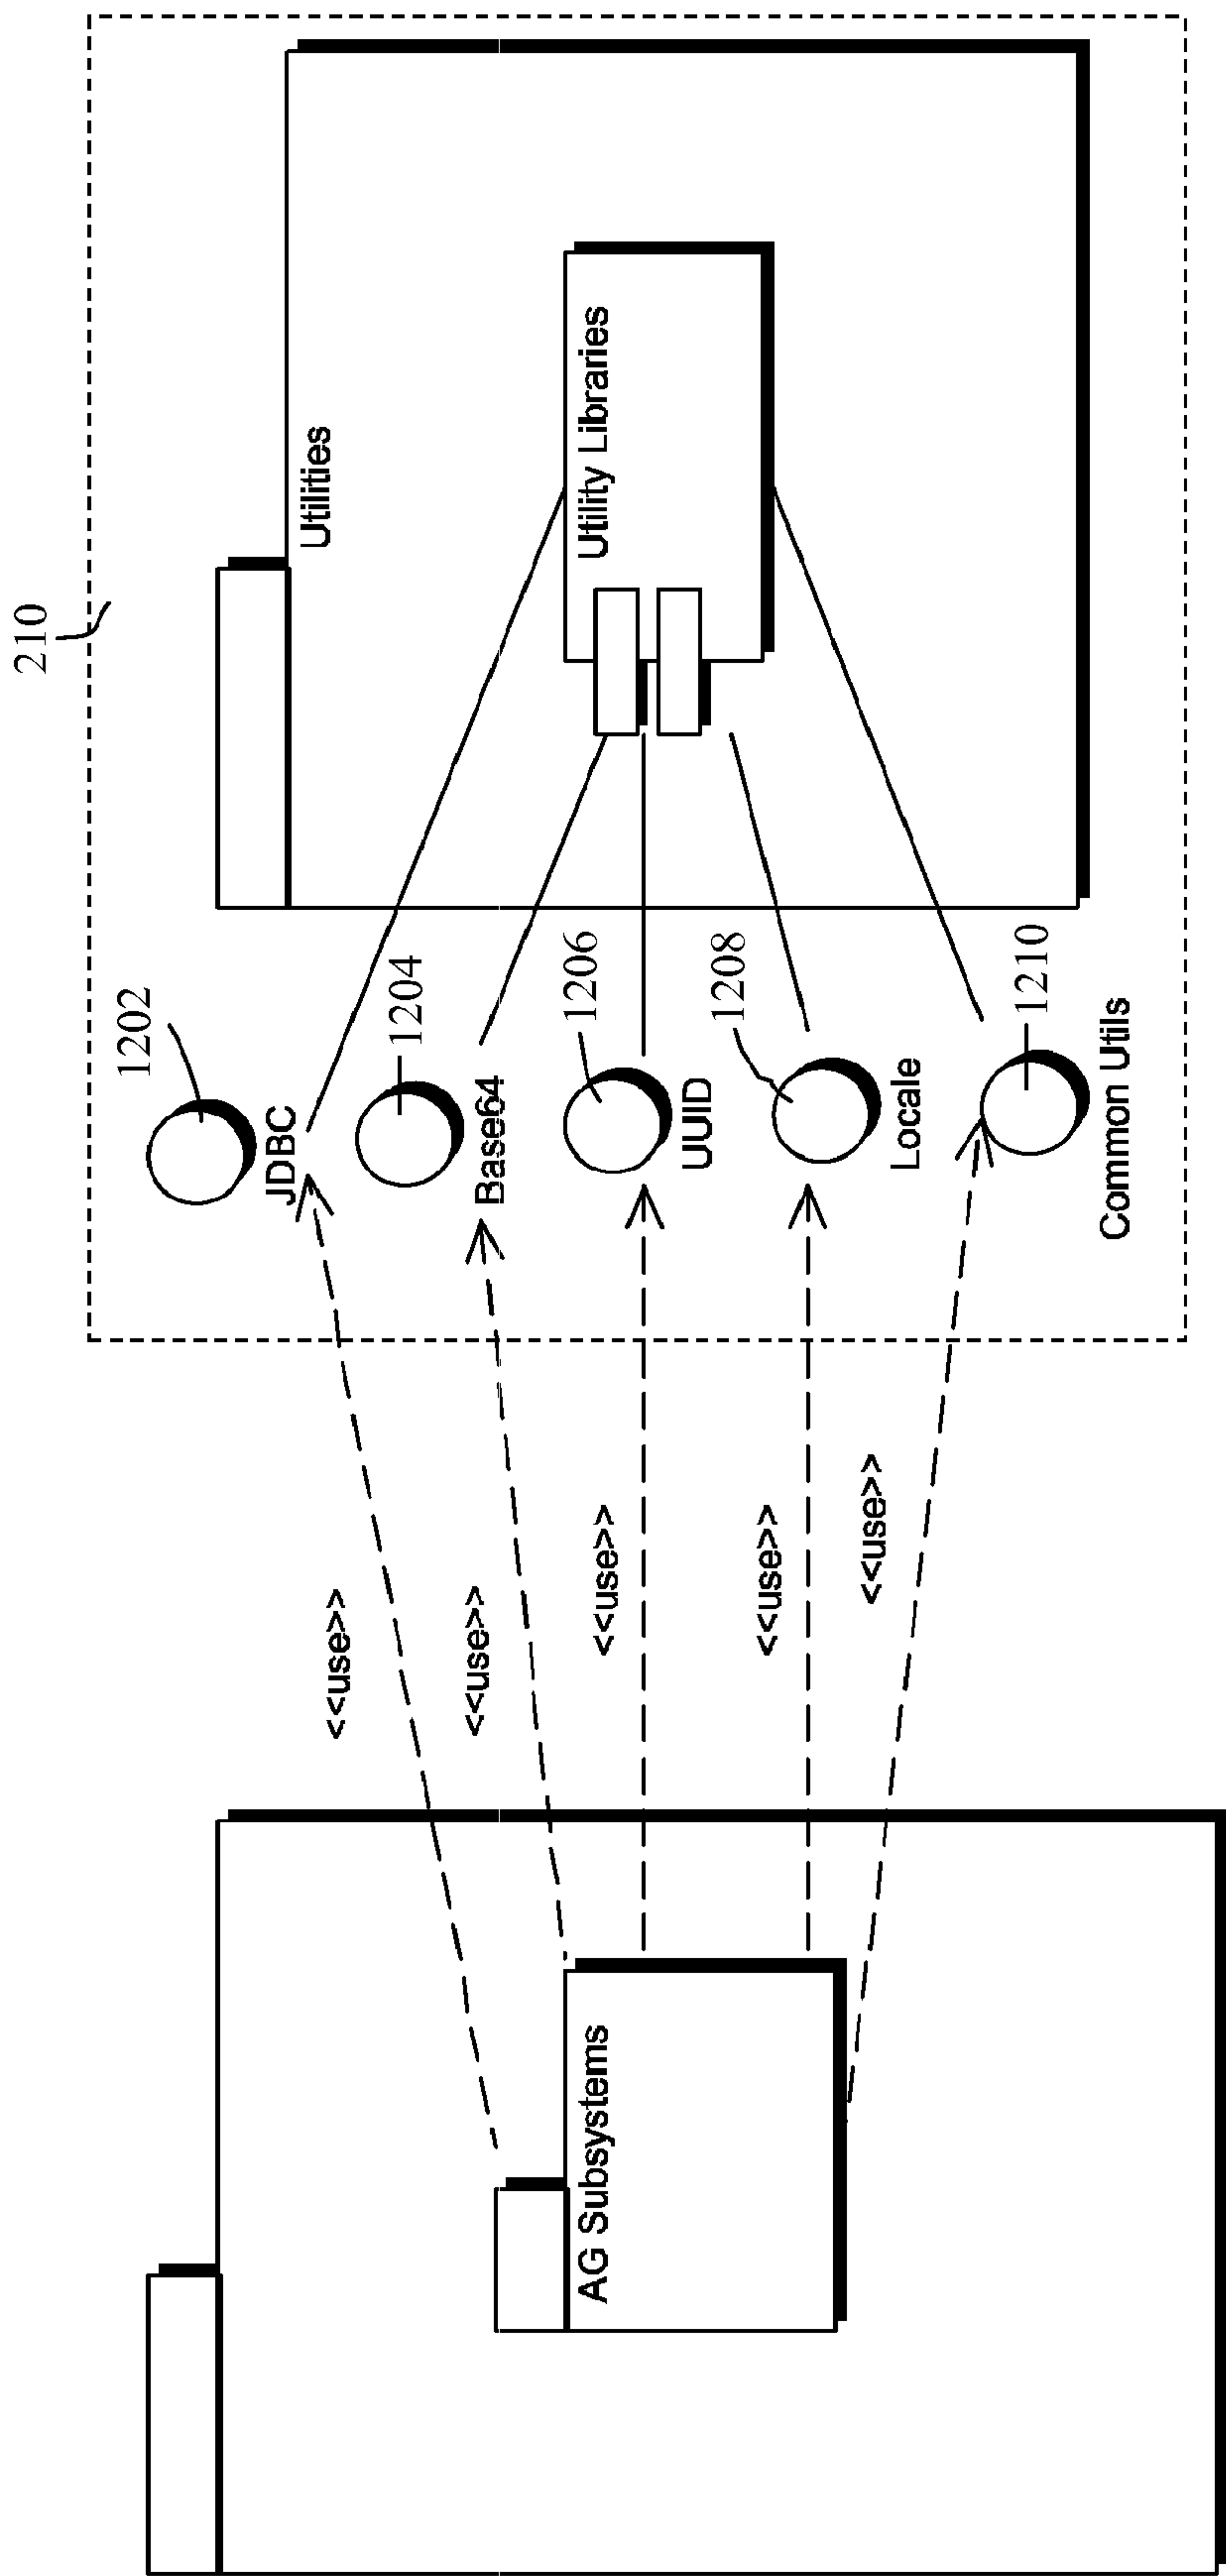 210
Utilities
Utility Libraries
1202
JDBC
1204
Base64
1206
UUID
1208
Locale
1210
Common Utils
<<use>>
<<use>>
<<use>>
<<use>>
<<use>>
AG Subsystems